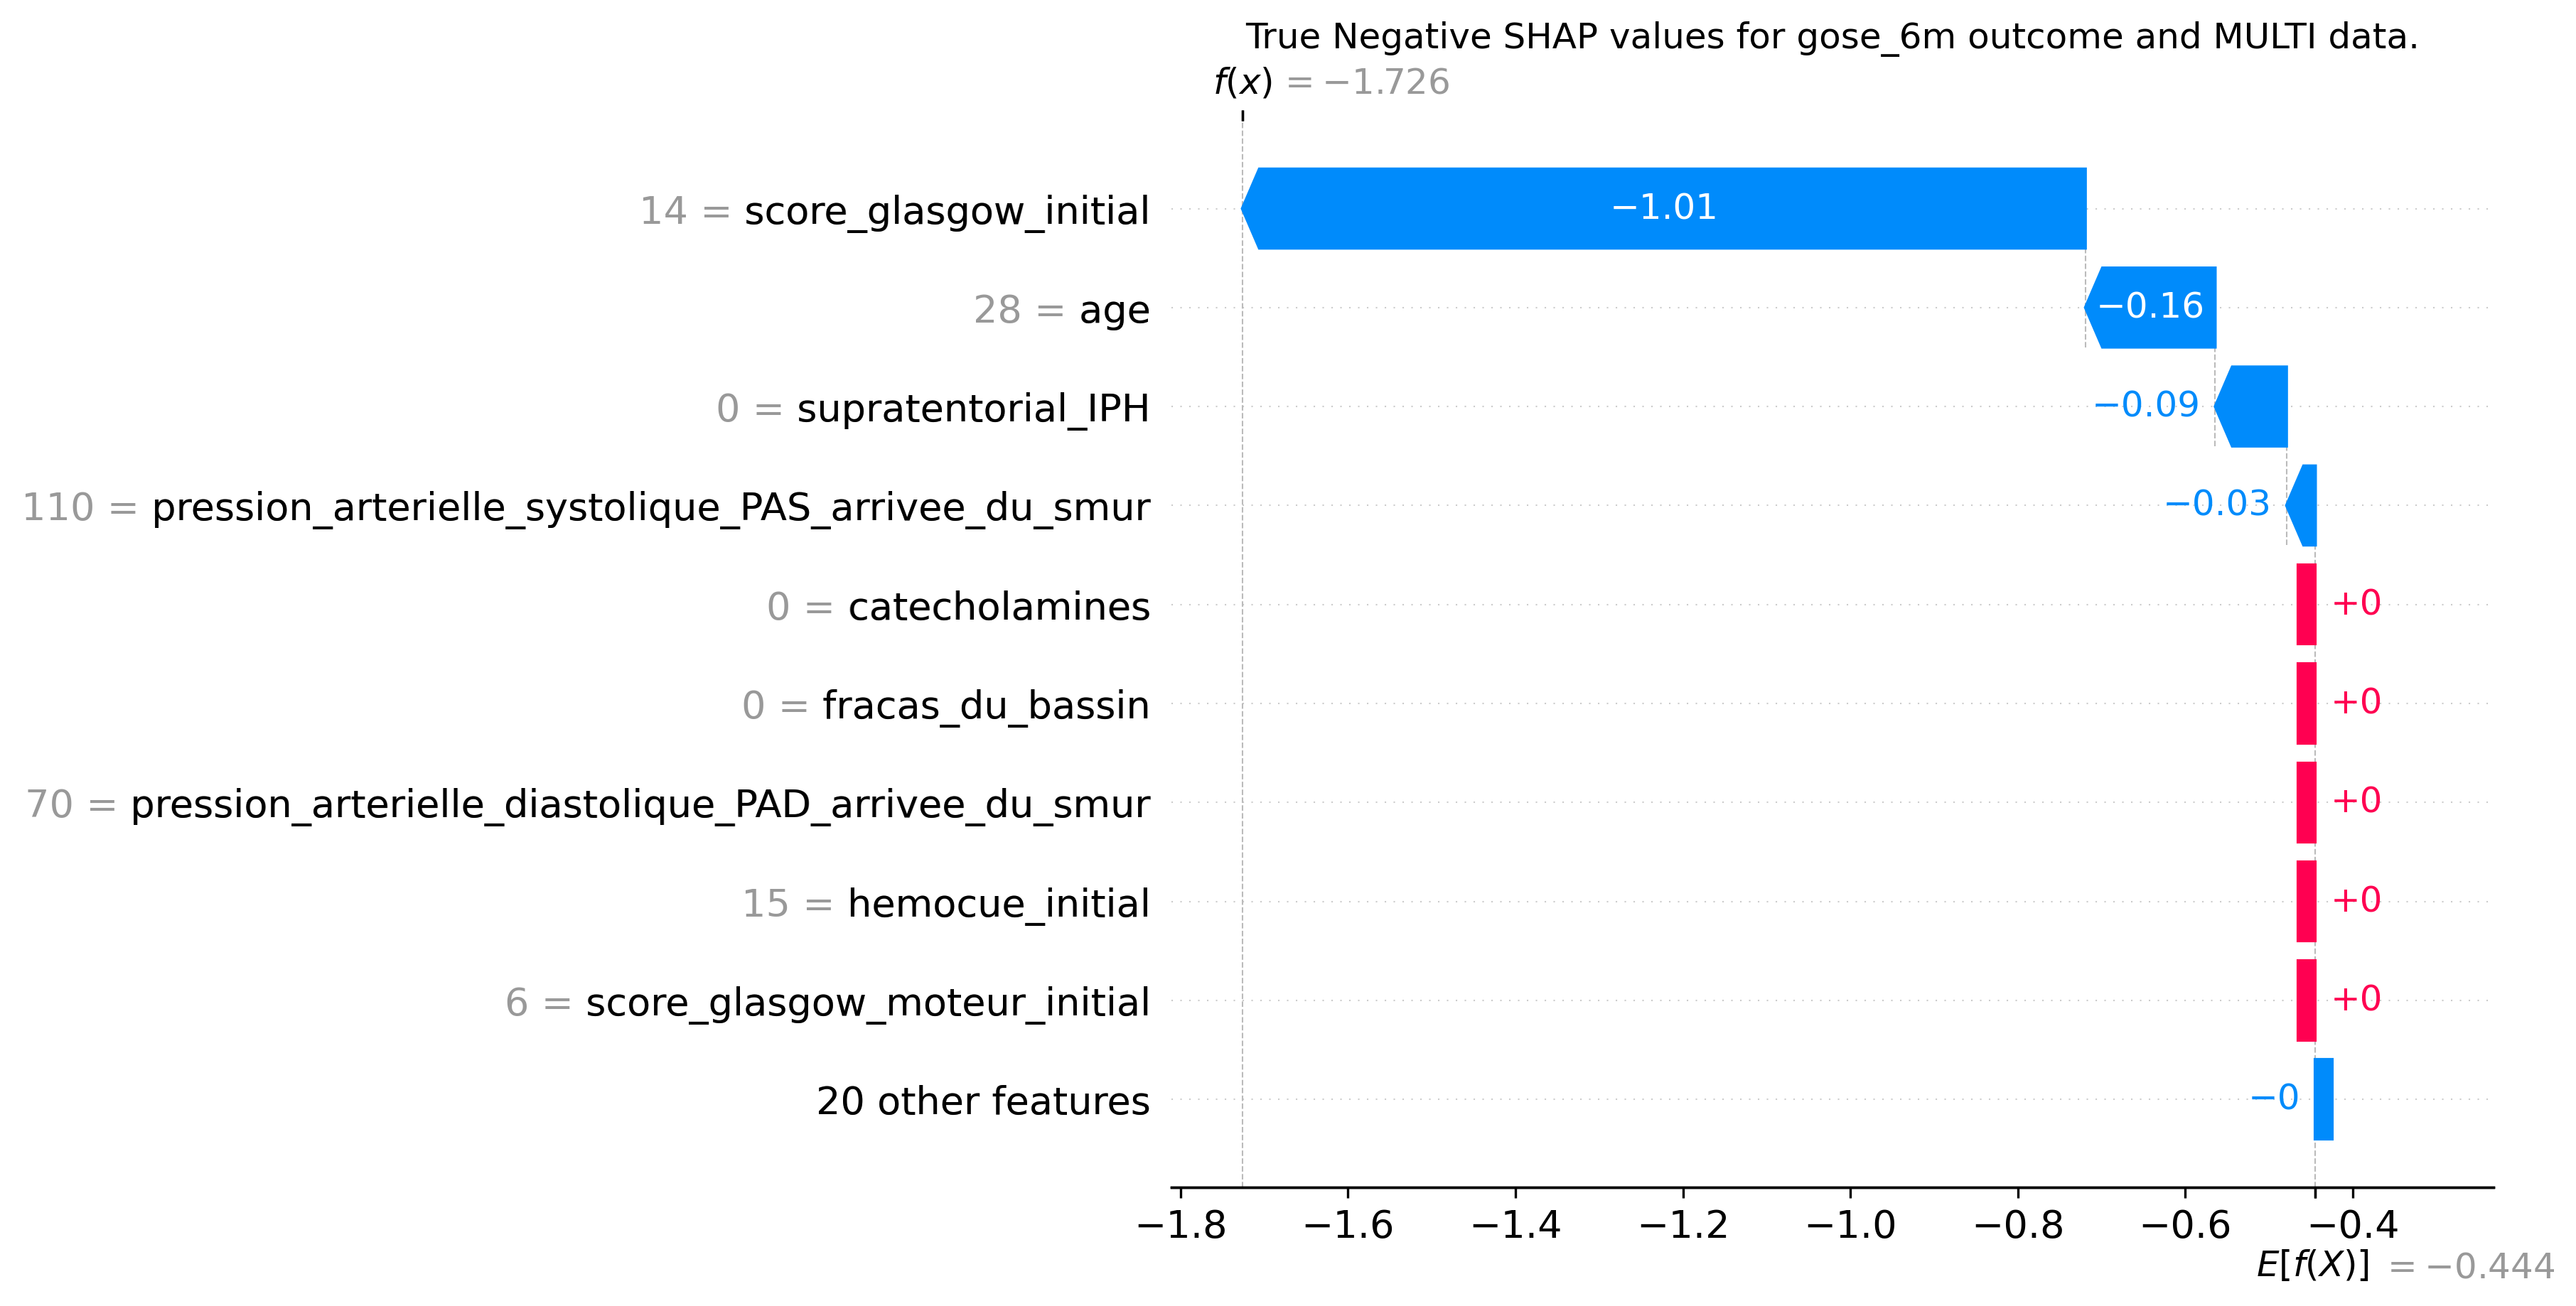 True Negative SHAP values for gose_6m outcome and MULTI data.
f(x) = −1.726
14 = score_glasgow_initial
−1.01
28 = age
−0.16
0 = supratentorial_IPH
−0.09
110 = pression_arterielle_systolique_PAS_arrivee_du_smur
−0.03
0 = catecholamines
+0
0 = fracas_du_bassin
+0
70 = pression_arterielle_diastolique_PAD_arrivee_du_smur
+0
15 = hemocue_initial
+0
6 = score_glasgow_moteur_initial
+0
20 other features
−0
−1.8 −1.6 −1.4 −1.2 −1.0 −0.8 −0.6 −0.4
E[f(X)] = −0.444